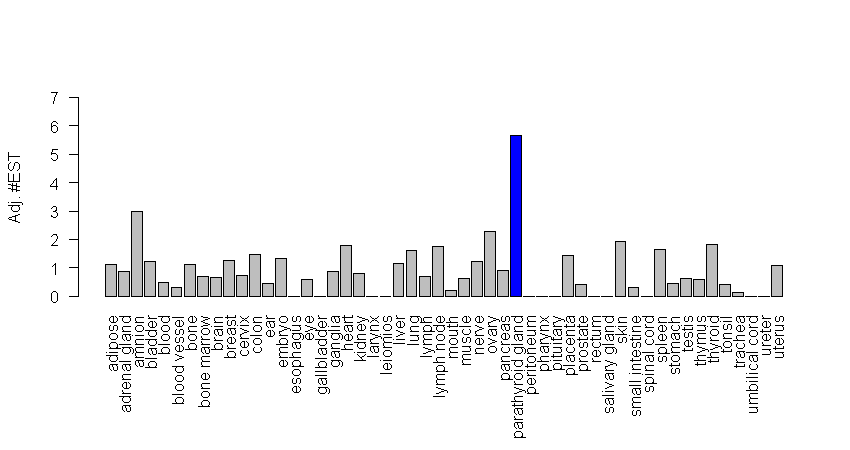 Adj. #EST
7
6
5
4
3
2
1
0
adipose
adrenal gland
amnion
bladder
blood
blood vessel
bone
bone marrow
brain
breast
cervix
colon
ear
embryo
esophagus
eye
gallbladder
ganglia
heart
kidney
larynx
leiomios
liver
lung
lymph
lymph node
mouth
muscle
nerve
ovary
pancreas
parathyroid gland
peritoneum
pharynx
pituitary
placenta
prostate
rectum
salivary gland
skin
small intestine
spinal cord
spleen
stomach
testis
thymus
thyroid
tonsil
trachea
umbilical cord
ureter
uterus